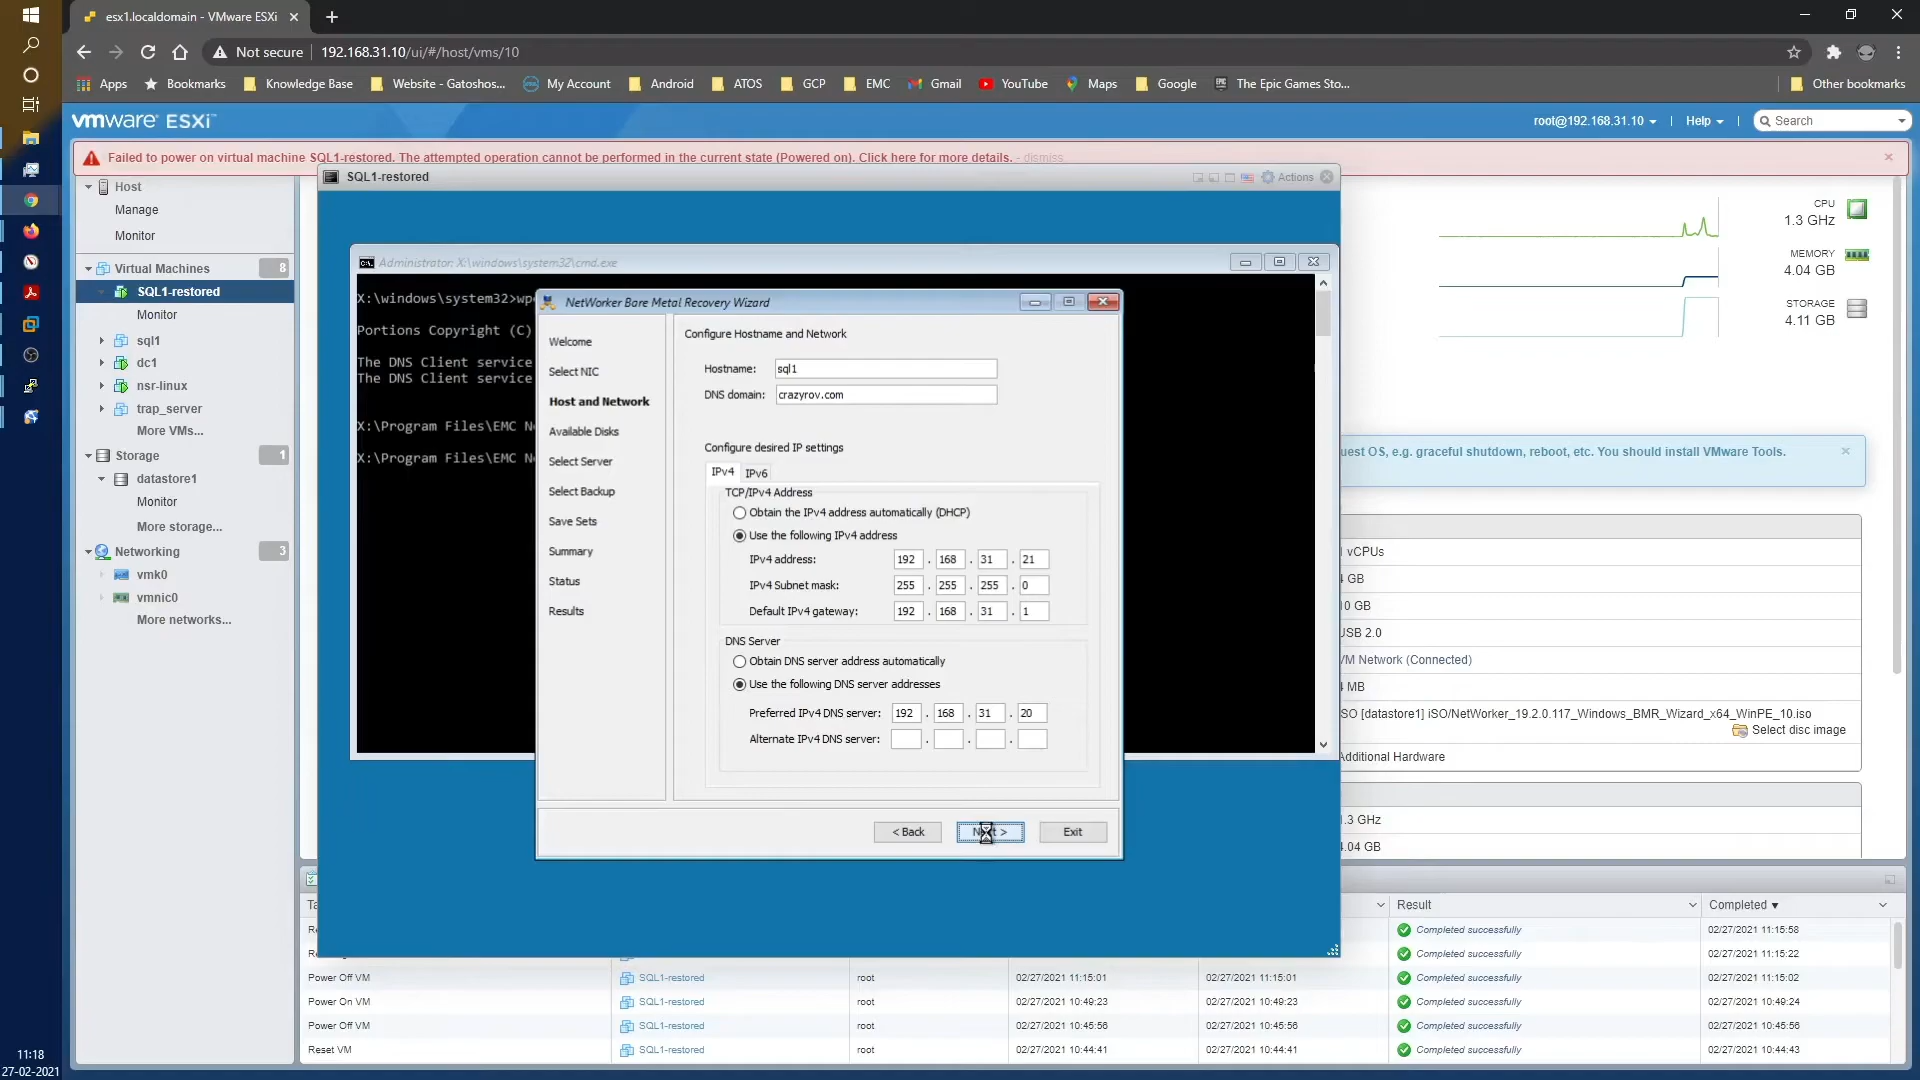 esx1.localdomain - VMware ESXi
Not secure
192.168.31.10/ui/#/host/vms/10
Apps
Bookmarks
Knowledge Base
Website - Gatoshos...
My Account
Android
ATOS
GCP
EMC
Gmail
YouTube
Maps
Google
The Epic Games Sto...
Other bookmarks
vmware ESXi
root@192.168.31.10
Help
Search
Failed to power on virtual machine SQL1-restored. The attempted operation cannot be performed in the current state (Powered on). Click here for more details. - dismiss
Host
Manage
Monitor
Virtual Machines
8
SQL1-restored
Monitor
sql1
dc1
nsr-linux
trap_server
More VMs...
Storage
1
datastore1
Monitor
More storage...
Networking
3
vmk0
vmnic0
More networks...
SQL1-restored
Actions
Administrator: X:\windows\system32\cmd.exe
X:\windows\system32>wp
Portions Copyright (C)
The DNS Client service
The DNS Client service
X:\Program Files\EMC N
X:\Program Files\EMC N
NetWorker Bare Metal Recovery Wizard
Welcome
Select NIC
Host and Network
Available Disks
Select Server
Select Backup
Save Sets
Summary
Status
Results
Configure Hostname and Network
Hostname: sql1
DNS domain: crazyrov.com
Configure desired IP settings
IPv4 IPv6
TCP/IPv4 Address
Obtain the IPv4 address automatically (DHCP)
Use the following IPv4 address
IPv4 address: 192 . 168 . 31 . 21
IPv4 Subnet mask: 255 . 255 . 255 . 0
Default IPv4 gateway: 192 . 168 . 31 . 1
DNS Server
Obtain DNS server address automatically
Use the following DNS server addresses
Preferred IPv4 DNS server: 192 . 168 . 31 . 20
Alternate IPv4 DNS server: . . .
< Back
Exit
CPU
1.3 GHz
MEMORY
4.04 GB
STORAGE
4.11 GB
uest OS, e.g. graceful shutdown, reboot, etc. You should install VMware Tools.
vCPUs
GB
0 GB
USB 2.0
VM Network (Connected)
MB
SO [datastore1] iSO/NetWorker_19.2.0.117_Windows_BMR_Wizard_x64_WinPE_10.iso
Select disc image
Additional Hardware
.3 GHz
.04 GB
Result
Completed
Completed successfully 02/27/2021 11:15:58
Completed successfully 02/27/2021 11:15:22
Power Off VM SQL1-restored root 02/27/2021 11:15:01 02/27/2021 11:15:01 Completed successfully 02/27/2021 11:15:02
Power On VM SQL1-restored root 02/27/2021 10:49:23 02/27/2021 10:49:23 Completed successfully 02/27/2021 10:49:24
Power Off VM SQL1-restored root 02/27/2021 10:45:56 02/27/2021 10:45:56 Completed successfully 02/27/2021 10:45:56
Reset VM SQL1-restored root 02/27/2021 10:44:41 02/27/2021 10:44:41 Completed successfully 02/27/2021 10:44:43
11:18
27-02-2021